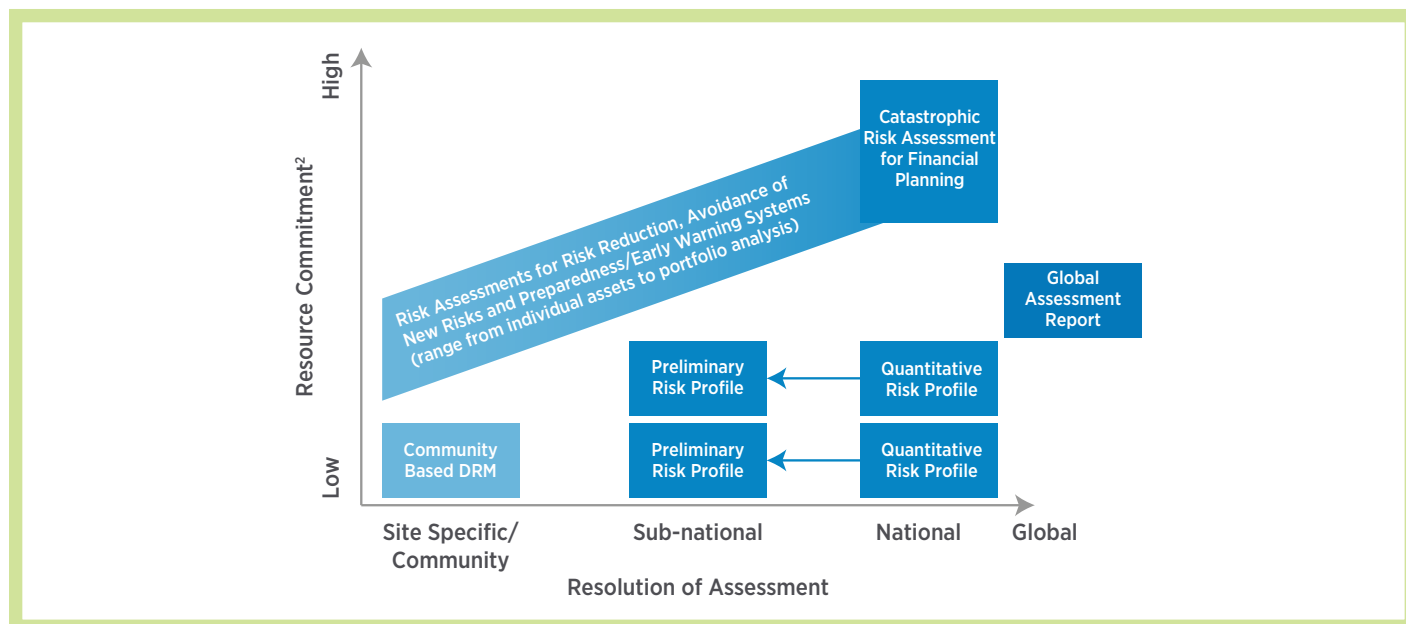 High
Resource Commitment²
Low
Catastrophic
Risk Assessment
for Financial
Planning
Risk Assessments for Risk Reduction, Avoidance of
New Risks and Preparedness/Early Warning Systems
(range from individual assets to portfolio analysis)
Global
Assessment
Report
Preliminary
Risk Profile
Quantitative
Risk Profile
Community
Based DRM
Preliminary
Risk Profile
Quantitative
Risk Profile
Site Specific/
Community
Sub-national
National
Global
Resolution of Assessment